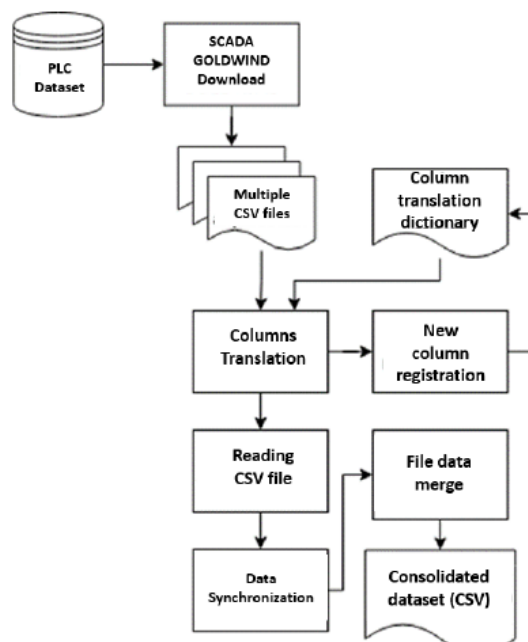 PLC
Dataset
SCADA
GOLDWIND
Download
Multiple
CSV files
Column
translation
dictionary
Columns
Translation
New
column
registration
Reading
CSV file
File data
merge
Data
Synchronization
Consolidated
dataset (CSV)